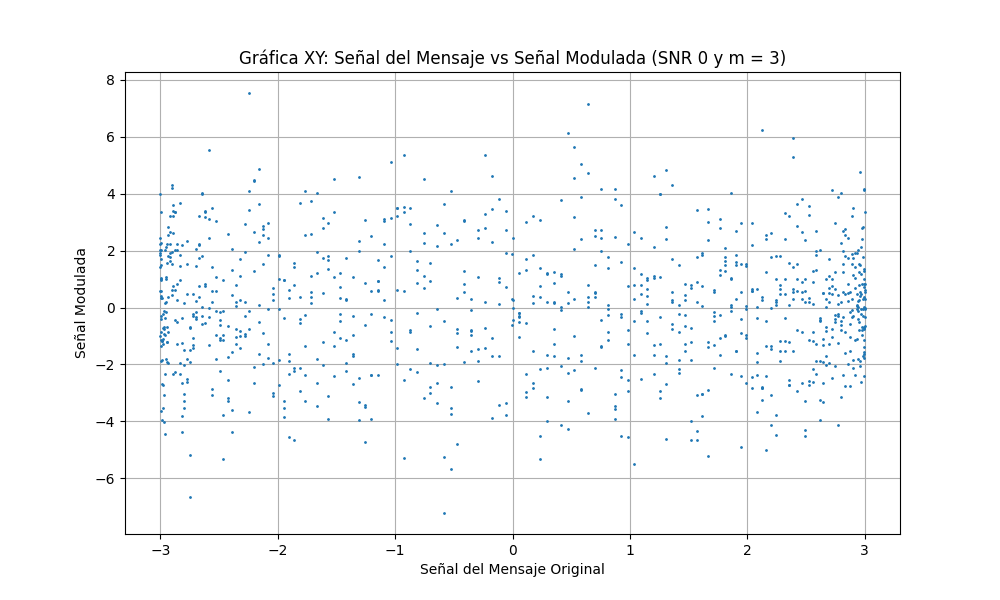 Gráfica XY: Señal del Mensaje vs Señal Modulada (SNR 0 y m = 3)
8
6
4
2
0
−2
−4
−6
Señal Modulada
−3 −2 −1 0 1 2 3
Señal del Mensaje Original